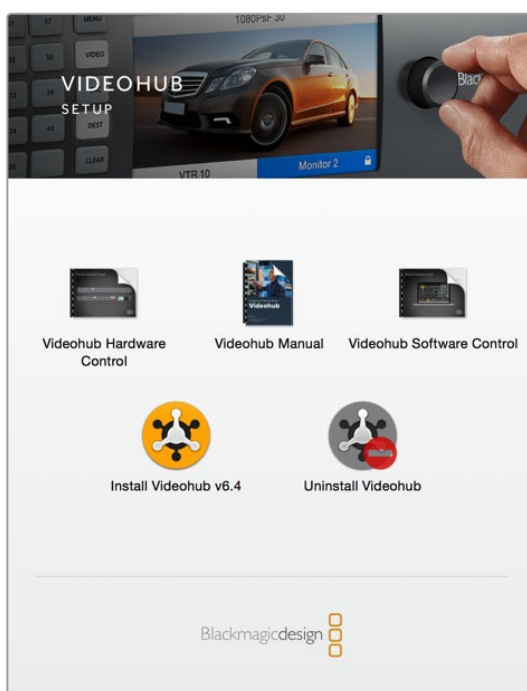 1080PsF 30
37
MENU
38
VIDEO
VIDEOHUB
39
SETUP
40
DEST
CLEAR
VTR 10
Monitor 2
Videohub
Videohub Hardware
Control
Videohub Manual
Videohub Software Control
Install Videohub v6.4
Uninstall Videohub
Blackmagicdesign